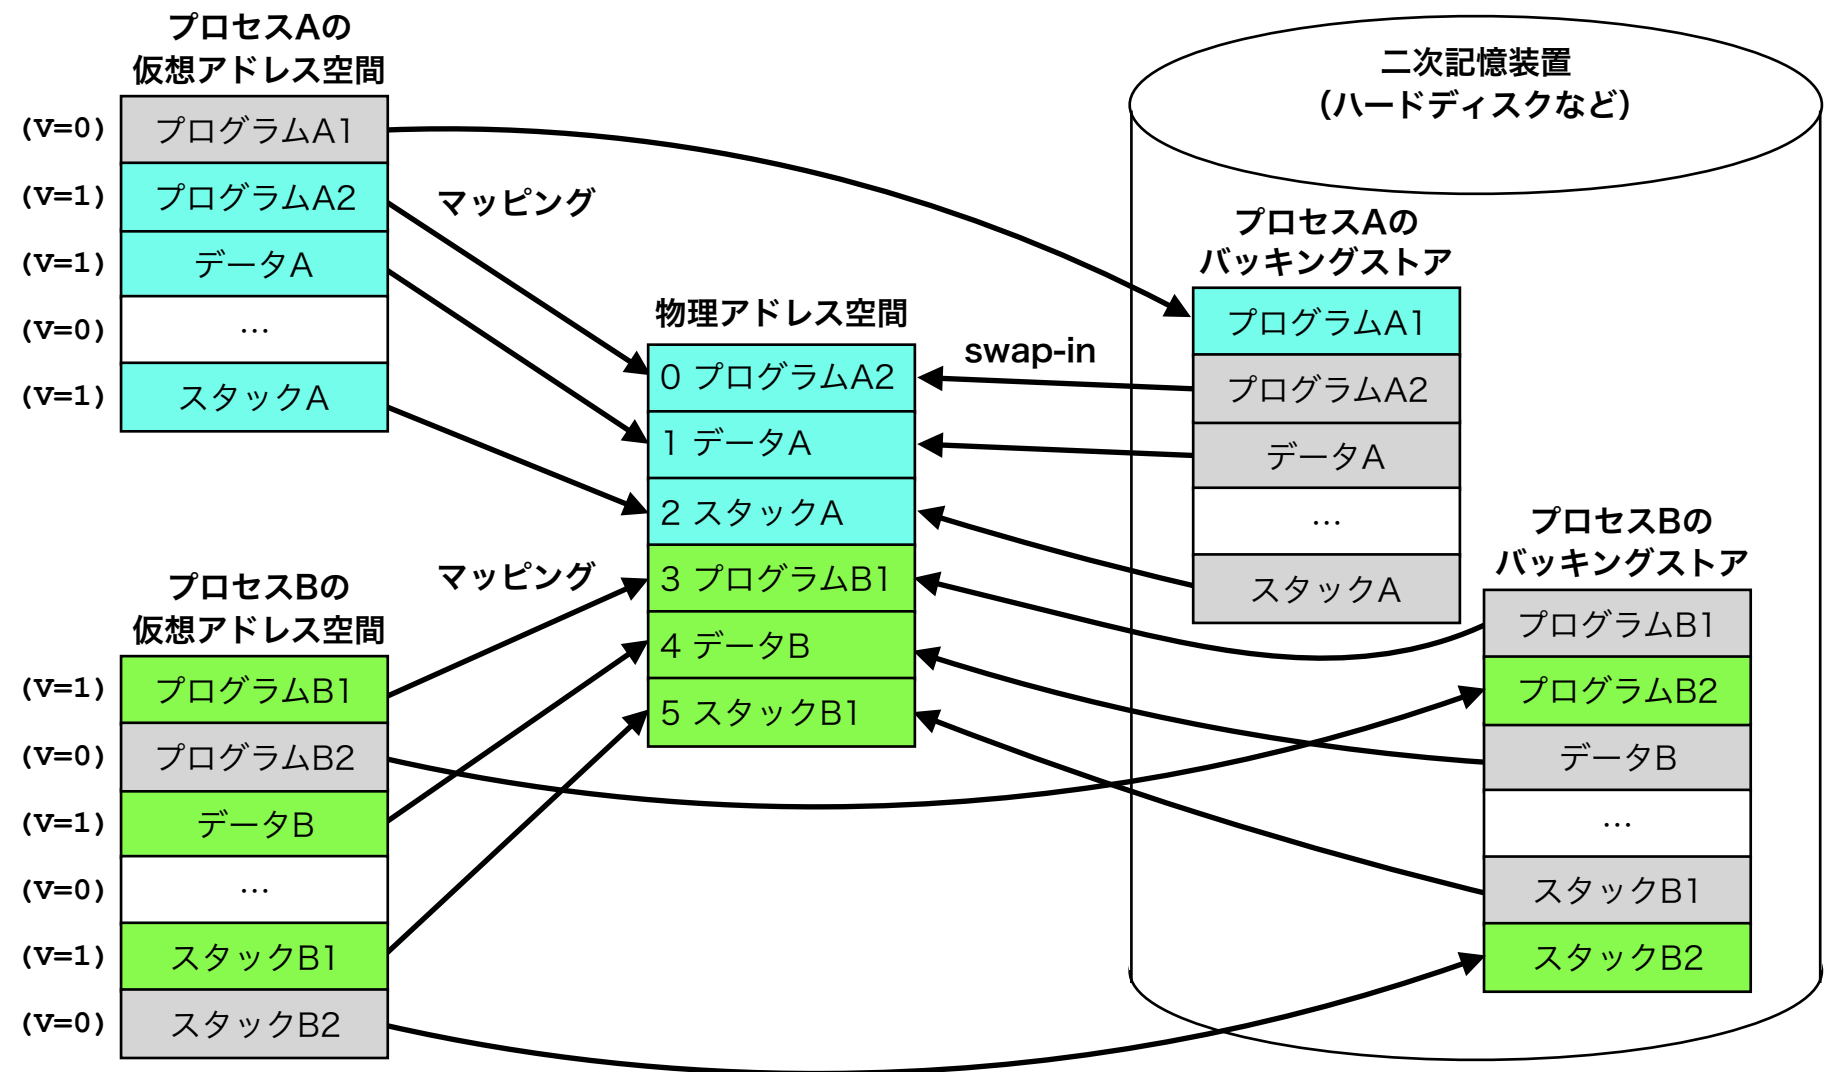 プロセスAの
仮想アドレス空間
(V=0) プログラムA1
(V=1) プログラムA2
(V=1) データA
(V=0) …
(V=1) スタックA
マッピング
プロセスBの
仮想アドレス空間
(V=1) プログラムB1
(V=0) プログラムB2
(V=1) データB
(V=0) …
(V=1) スタックB1
(V=0) スタックB2
マッピング
物理アドレス空間
0 プログラムA2
1 データA
2 スタックA
3 プログラムB1
4 データB
5 スタックB1
swap-in
二次記憶装置
(ハードディスクなど)
プロセスAの
バッキングストア
プログラムA1
プログラムA2
データA
…
スタックA
プロセスBの
バッキングストア
プログラムB1
プログラムB2
データB
…
スタックB1
スタックB2